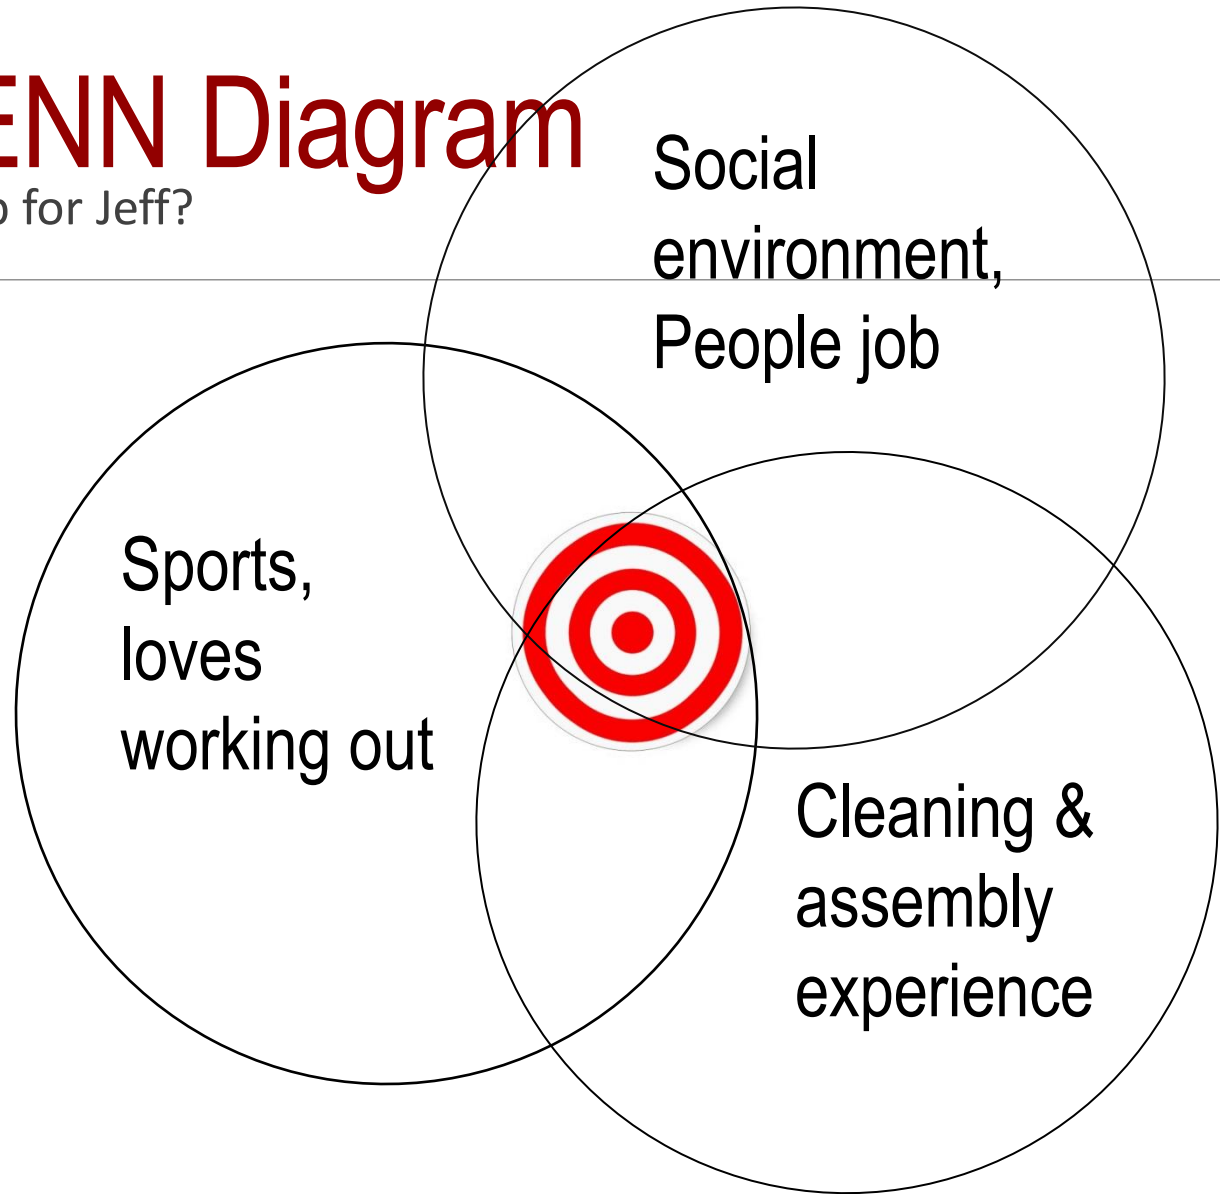 ENN Diagram
for Jeff?
Social
environment,
People job
Sports,
loves
working out
Cleaning &
assembly
experience